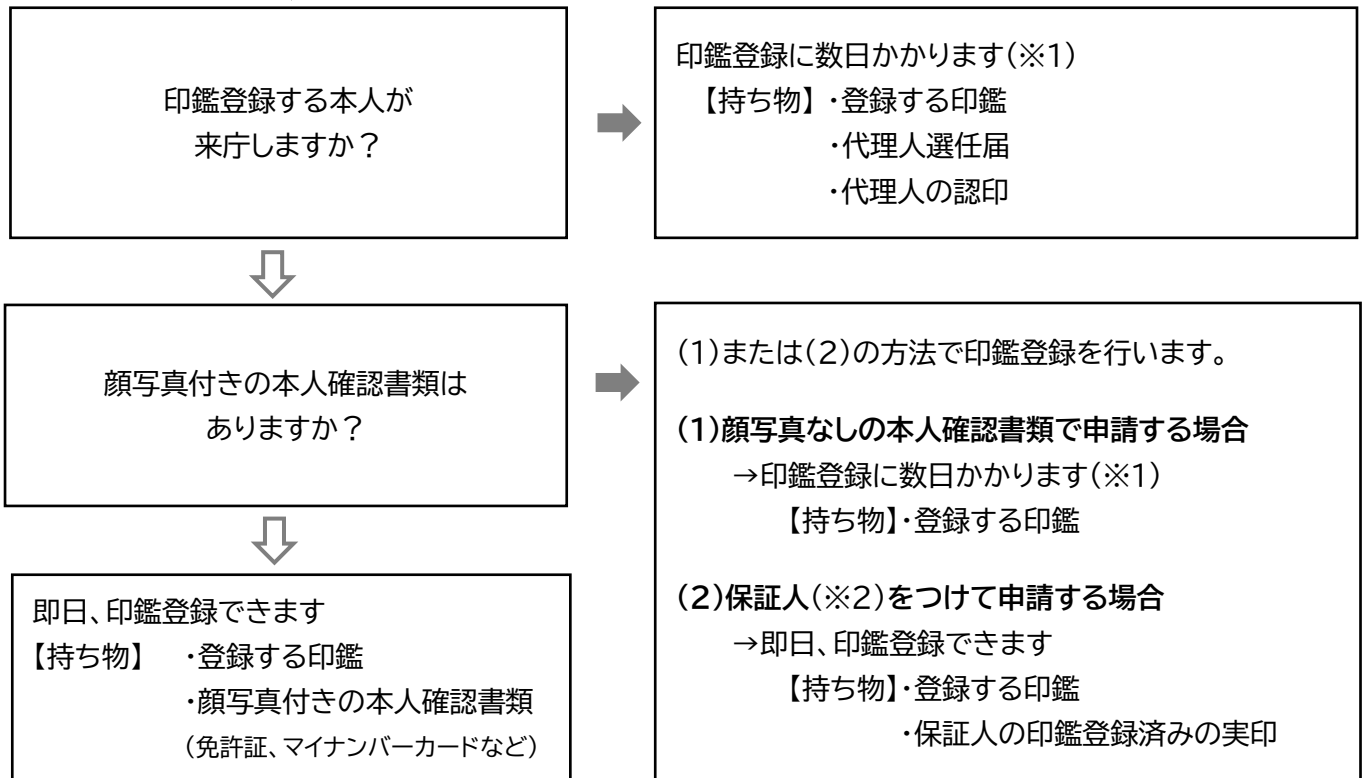 印鑑登録する本人が
来庁しますか？
印鑑登録に数日かかります(※1)
【持ち物】・登録する印鑑
・代理人選任届
・代理人の認印
顔写真付きの本人確認書類は
ありますか？
(1)または(2)の方法で印鑑登録を行います。
(1)顔写真なしの本人確認書類で申請する場合
→印鑑登録に数日かかります(※1)
【持ち物】・登録する印鑑
(2)保証人(※2)をつけて申請する場合
→即日、印鑑登録できます
【持ち物】・登録する印鑑
・保証人の印鑑登録済みの実印
即日、印鑑登録できます
【持ち物】 ・登録する印鑑
・顔写真付きの本人確認書類
(免許証、マイナンバーカードなど)